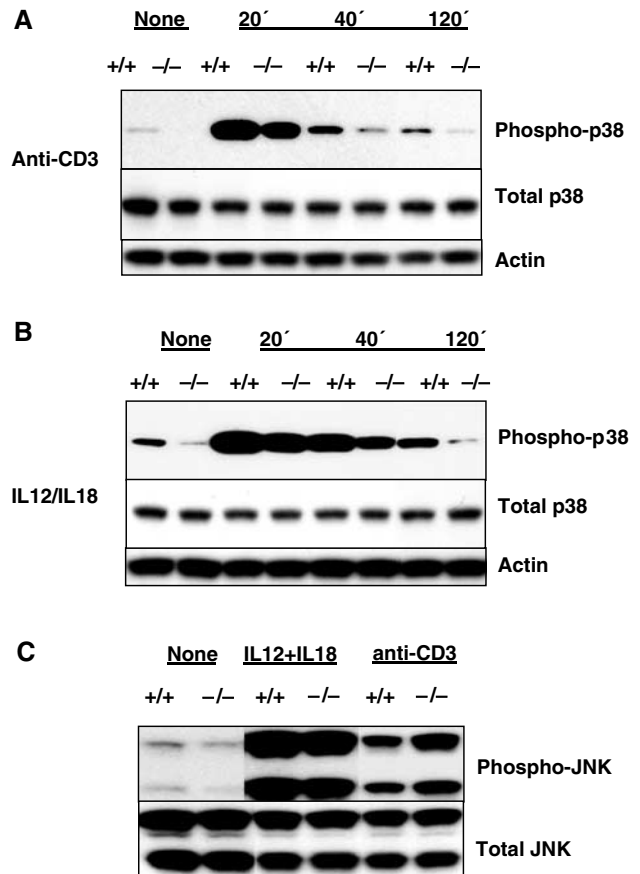 A
None 20´ 40´ 120´
+/+ −/− +/+ −/− +/+ −/− +/+ −/−
Phospho-p38
Anti-CD3
Total p38
Actin
B
None 20´ 40´ 120´
+/+ −/− +/+ −/− +/+ −/− +/+ −/−
Phospho-p38
IL12/IL18
Total p38
Actin
C
None IL12+IL18 anti-CD3
+/+ −/− +/+ −/− +/+ −/−
Phospho-JNK
Total JNK